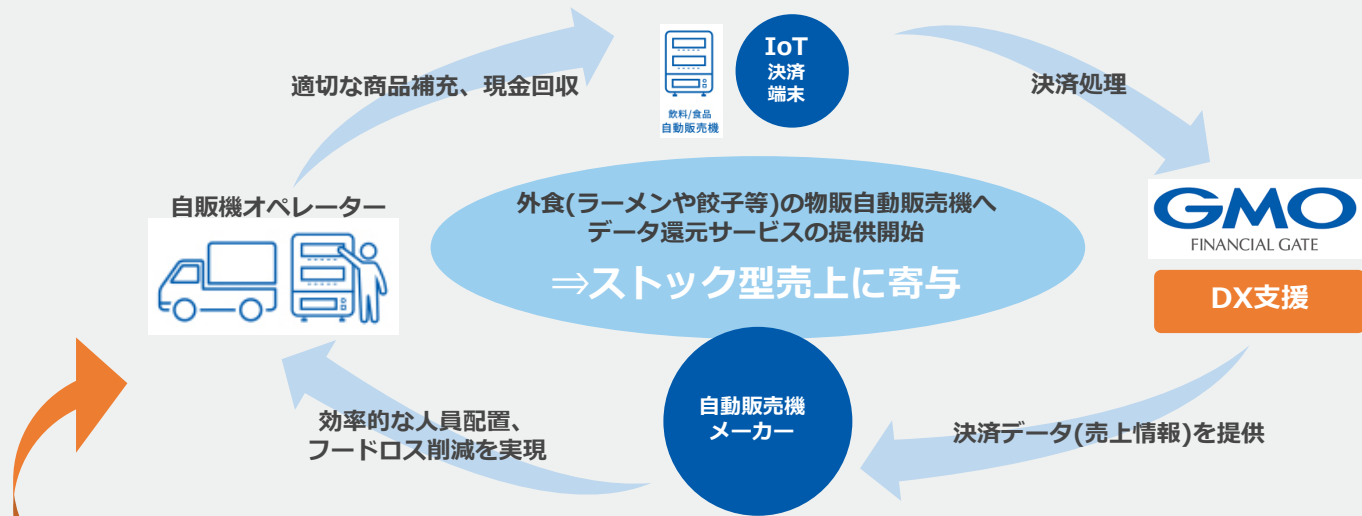 IoT
決済
端末
飲料/食品
自動販売機
適切な商品補充、現金回収
決済処理
自販機オペレーター
外食(ラーメンや餃子等)の物販自動販売機へ
データ還元サービスの提供開始
⇒ストック型売上に寄与
GMO
FINANCIAL GATE
DX支援
自動販売機
メーカー
効率的な人員配置、
フードロス削減を実現
決済データ(売上情報)を提供